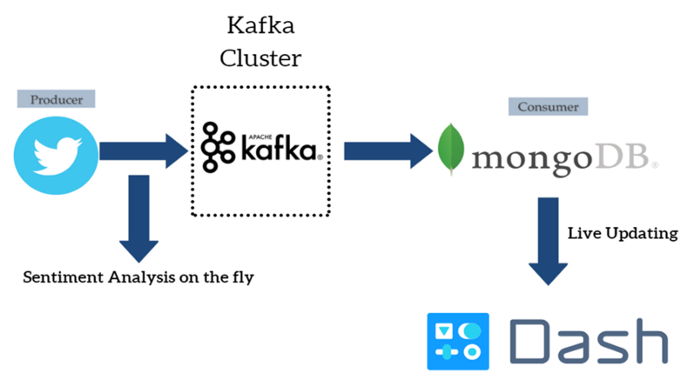 Kafka
Cluster
Producer
Consumer
APACHE
kafka®
mongoDB®
Live Updating
Sentiment Analysis on the fly
Dash